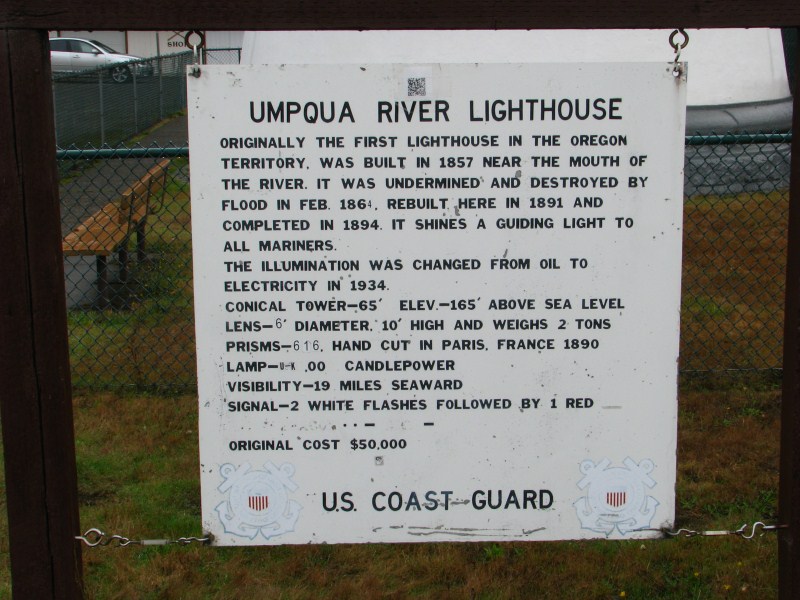 SHO
UMPQUA RIVER LIGHTHOUSE
ORIGINALLY THE FIRST LIGHTHOUSE IN THE OREGON
TERRITORY, WAS BUILT IN 1857 NEAR THE MOUTH OF
THE RIVER. IT WAS UNDERMINED AND DESTROYED BY
FLOOD IN FEB. 1864, REBUILT HERE IN 1891 AND
COMPLETED IN 1894. IT SHINES A GUIDING LIGHT TO
ALL MARINERS.
THE ILLUMINATION WAS CHANGED FROM OIL TO
ELECTRICITY IN 1934.
CONICAL TOWER-65' ELEV.-165' ABOVE SEA LEVEL
LENS-6' DIAMETER, 10' HIGH AND WEIGHS 2 TONS
PRISMS-616, HAND CUT IN PARIS, FRANCE 1890
LAMP- 00 CANDLEPOWER
VISIBILITY-19 MILES SEAWARD
SIGNAL-2 WHITE FLASHES FOLLOWED BY 1 RED
ORIGINAL COST $50,000
U.S. COAST GUARD